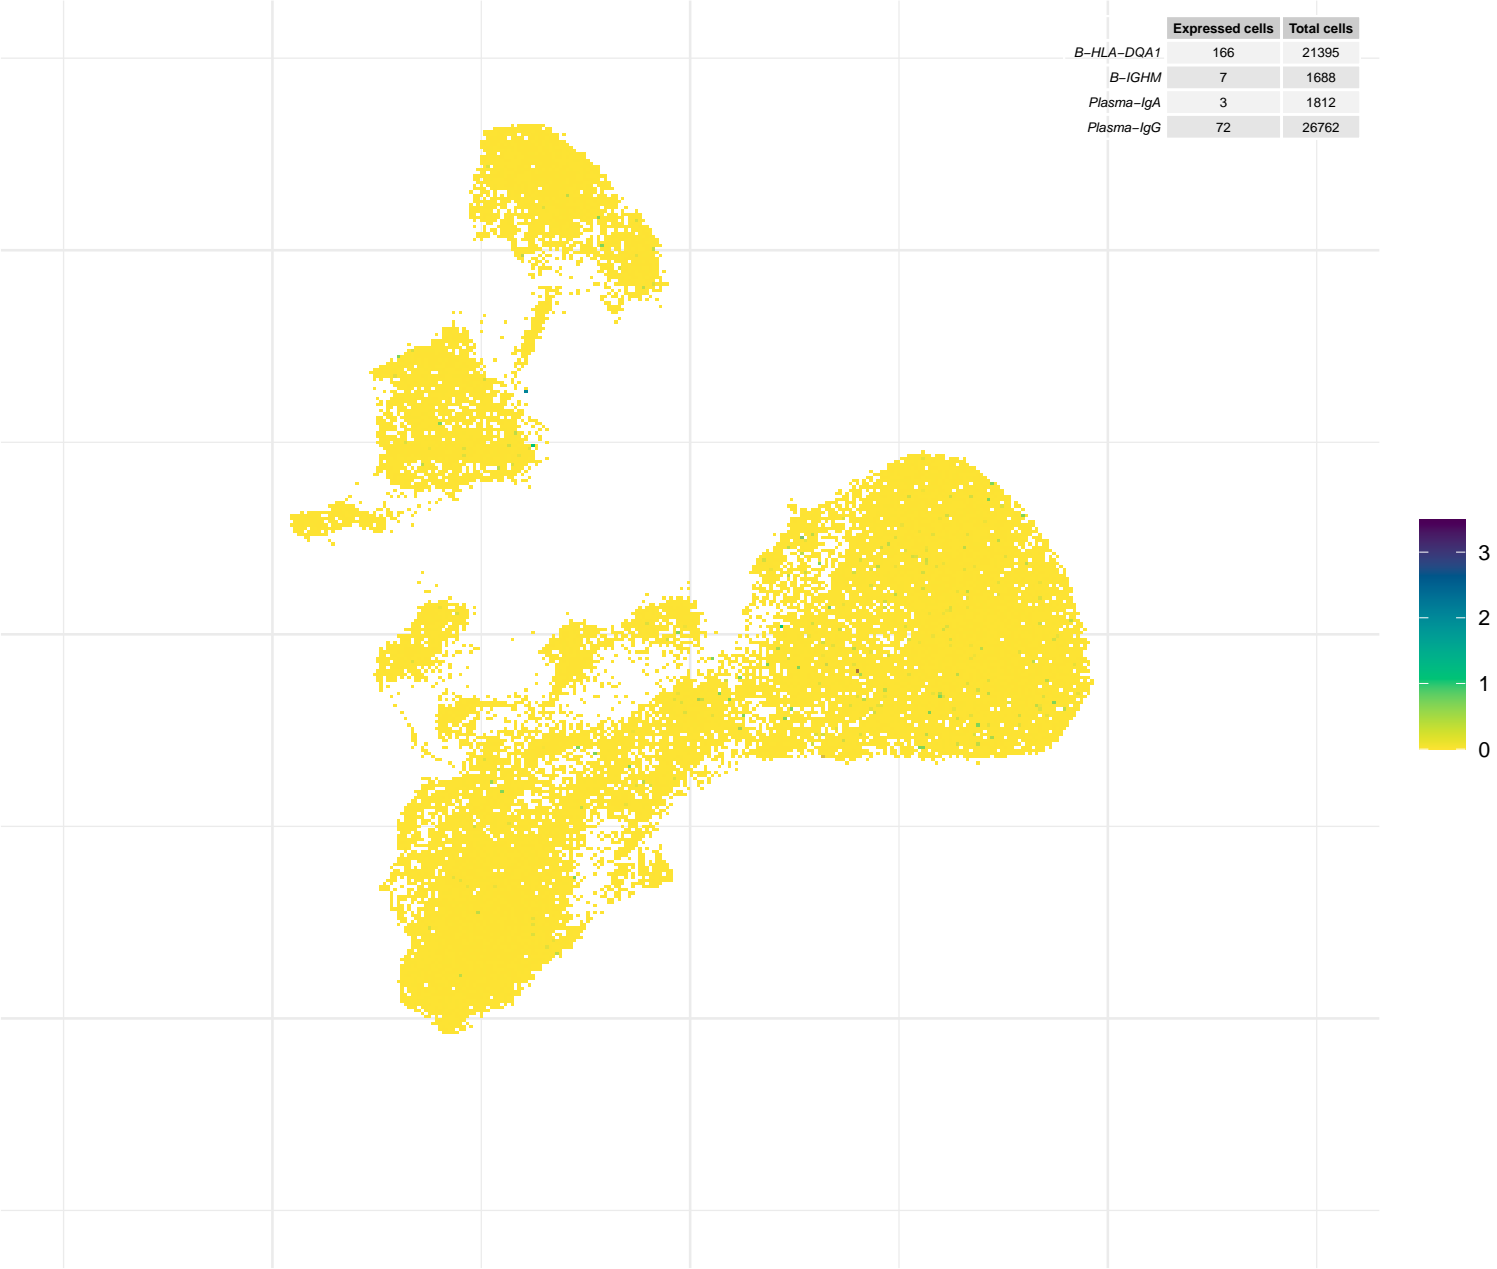 Expressed cells Total cells
B−HLA−DQA1 166 21395
B−IGHM 7 1688
Plasma−IgA 3 1812
Plasma−IgG 72 26762
3
2
1
0